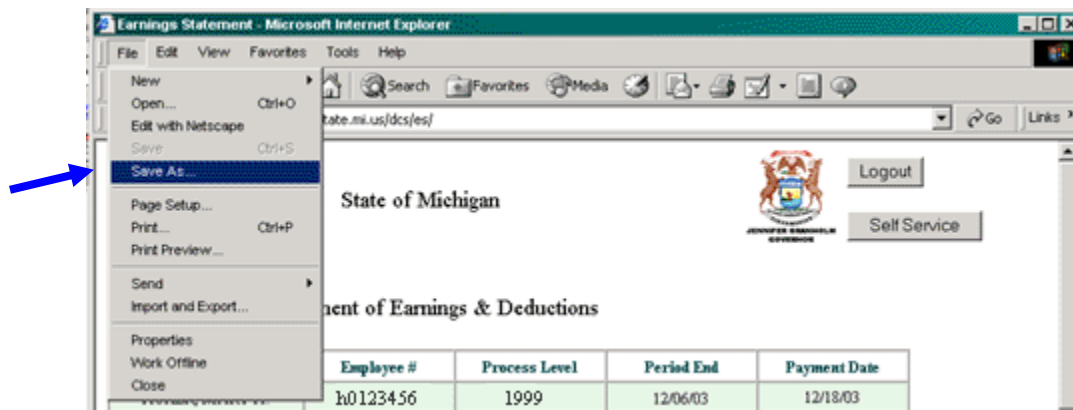 Earnings Statement - Microsoft Internet Explorer
File Edit View Favorites Tools Help
New
Search Favorites Media
Open... Ctrl+O
Edit with Netscape
tate.mi.us/dcs/es/
Go Links
Save Ctrl+S
Save As...
Logout
State of Michigan
Page Setup...
Print... Ctrl+P
Self Service
JENNIFER GRANHOLM
GOVERNOR
Print Preview...
Send
Import and Export...
ment of Earnings & Deductions
Properties
Work Offline
Employee # Process Level Period End Payment Date
Close
h0123456 1999 12/06/03 12/18/03